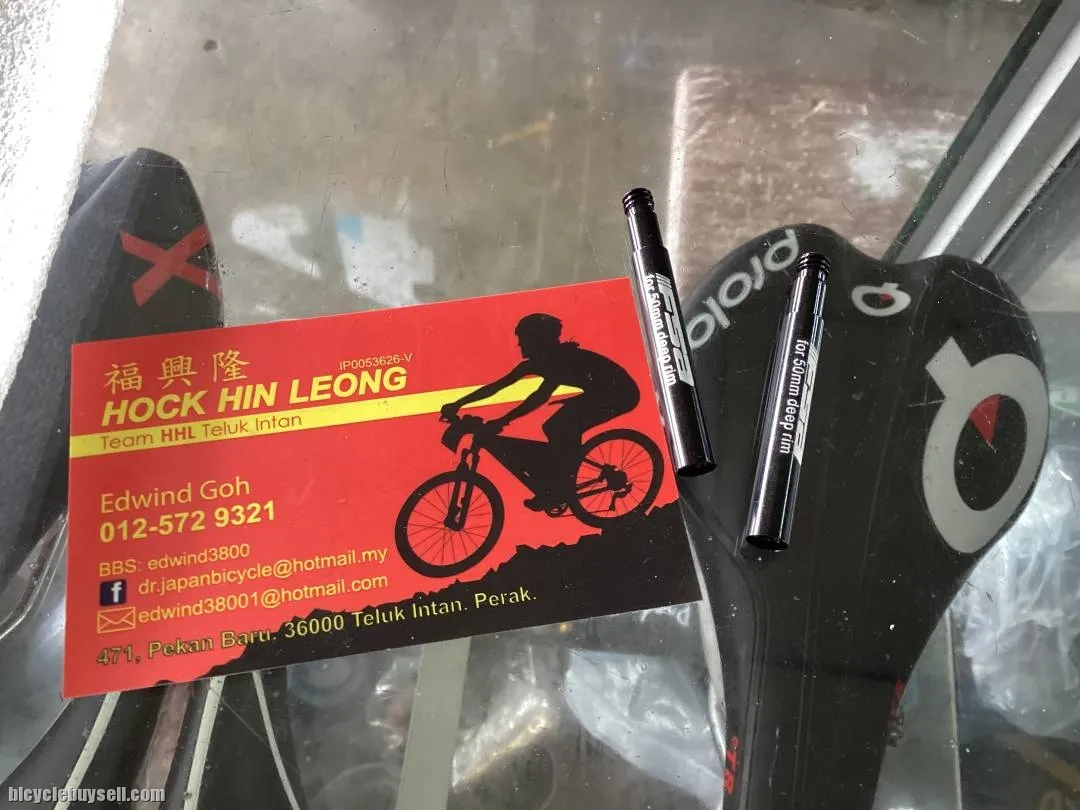 福興隆
IP0053626-V
HOCK HIN LEONG
Team HHL Teluk Intan
Edwind Goh
012-572 9321
BBS: edwind3800
f dr.japanbicycle@hotmail.my
edwind38001@hotmail.com
471, Pekan Baru. 36000 Teluk Intan. Perak.
for 50mm deep rim
for 50mm deep rim
prolo
bicyclebuysell.com